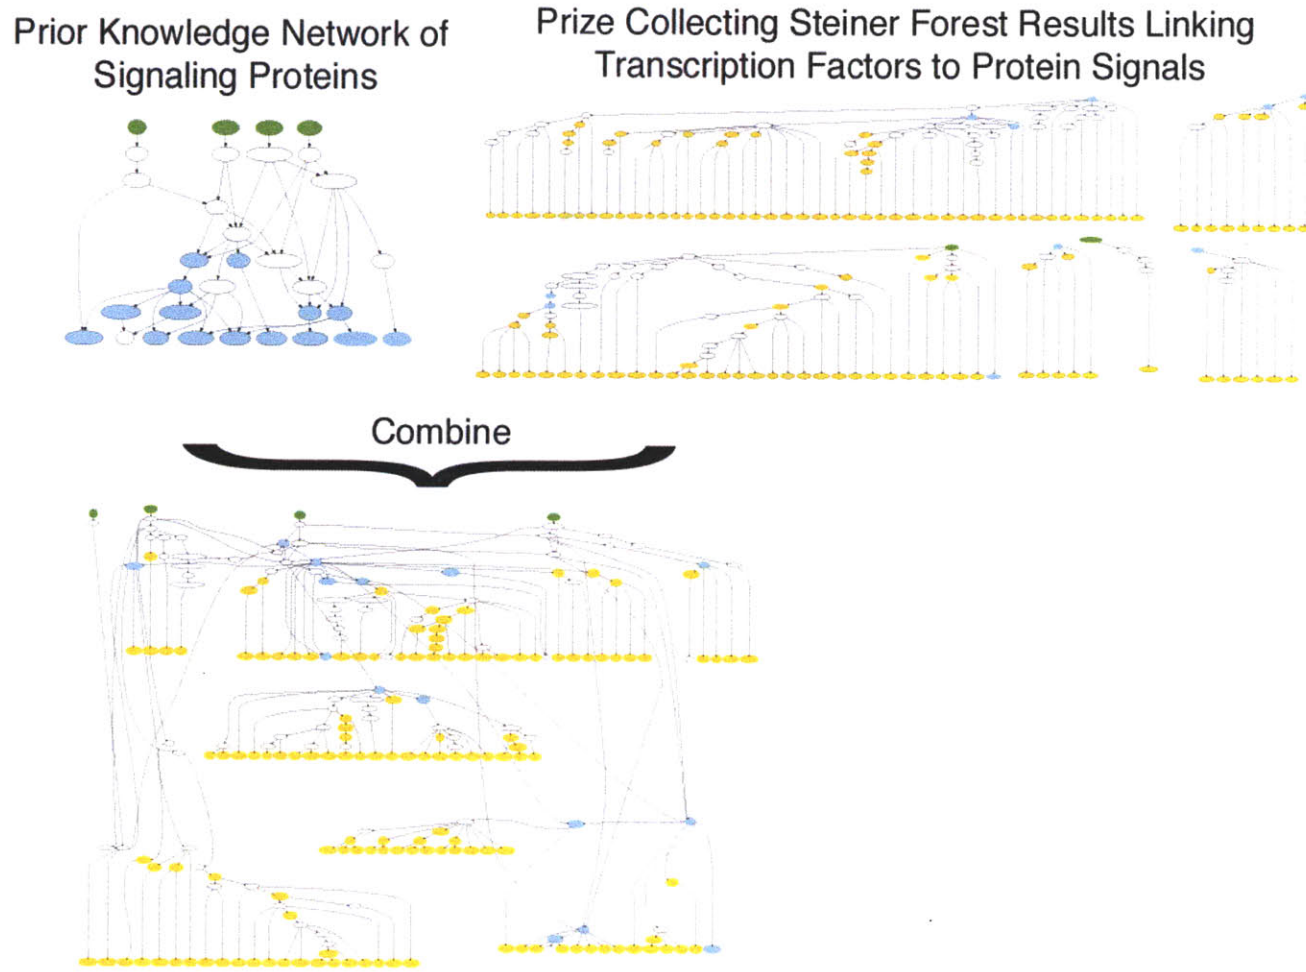 Prior Knowledge Network of
Signaling Proteins
Prize Collecting Steiner Forest Results Linking
Transcription Factors to Protein Signals
Combine